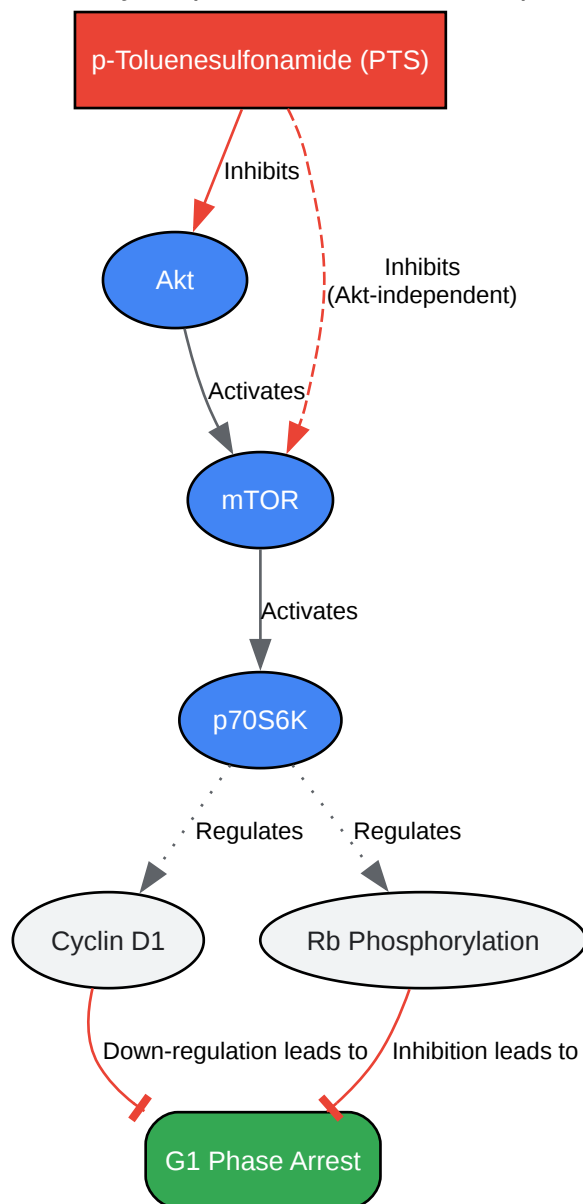 p-Toluenesulfonamide (PTS)
Inhibits
Akt
Inhibits
(Akt-independent)
Activates
mTOR
Activates
p70S6K
Regulates
Regulates
Cyclin D1
Rb Phosphorylation
Down-regulation leads to
Inhibition leads to
G1 Phase Arrest